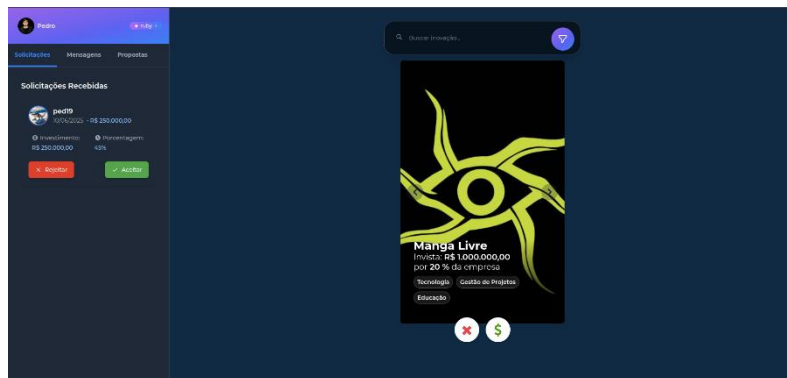 Pedro
Solicitações Mensagens Propostas
Solicitações Recebidas
ped19
10/06/2025 - R$ 250.000,00
Investimento: Porcentagem:
R$ 250.000,00 45%
Rejeitar Aceitar
Buscar inovação...
Manga Livre
Invista: R$ 1.000.000,00
por 20 % da empresa
Tecnologia Gestão de Projetos
Educação